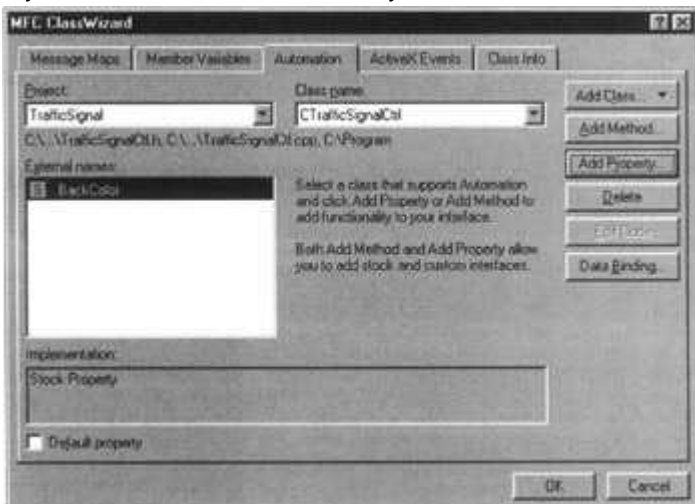 MFC ClassWizard
Message Maps
Member Variables
Automation
ActiveX Events
Class Info
Project:
Class name:
Add Class...
TrafficSignal
CTrafficSignalCtrl
Add Method...
C:\...\TrafficSignalCtl.h, C:\...\TrafficSignalCtl.cpp, C:\Program
External names:
Add Property...
S BackColor
Select a class that supports Automation
and click Add Property or Add Method to
add functionality to your interface.
Delete
Both Add Method and Add Property allow
you to add stock and custom interfaces.
Data Binding...
Implementation:
Stock Property
Default property
OK
Cancel